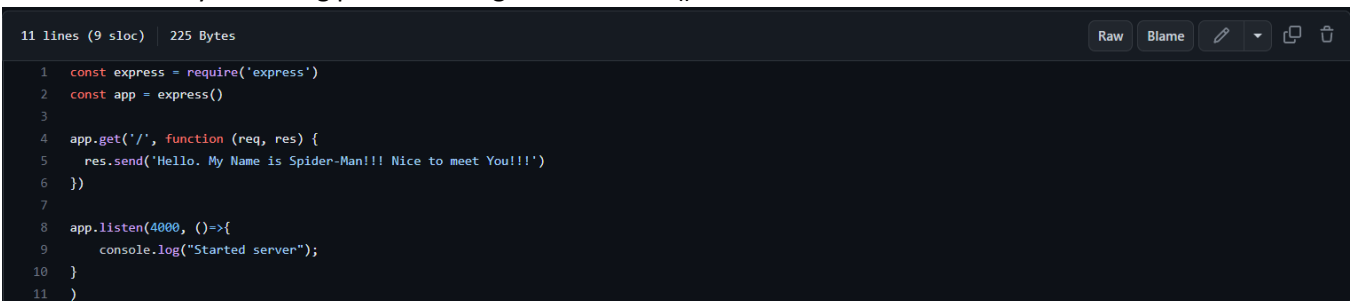 11 lines (9 sloc) 225 Bytes Raw Blame
1 const express = require('express')
2 const app = express()
3
4 app.get('/', function (req, res) {
5   res.send('Hello. My Name is Spider-Man!!! Nice to meet You!!!')
6 })
7
8 app.listen(4000, ()=>{
9     console.log("Started server");
10 }
11 )